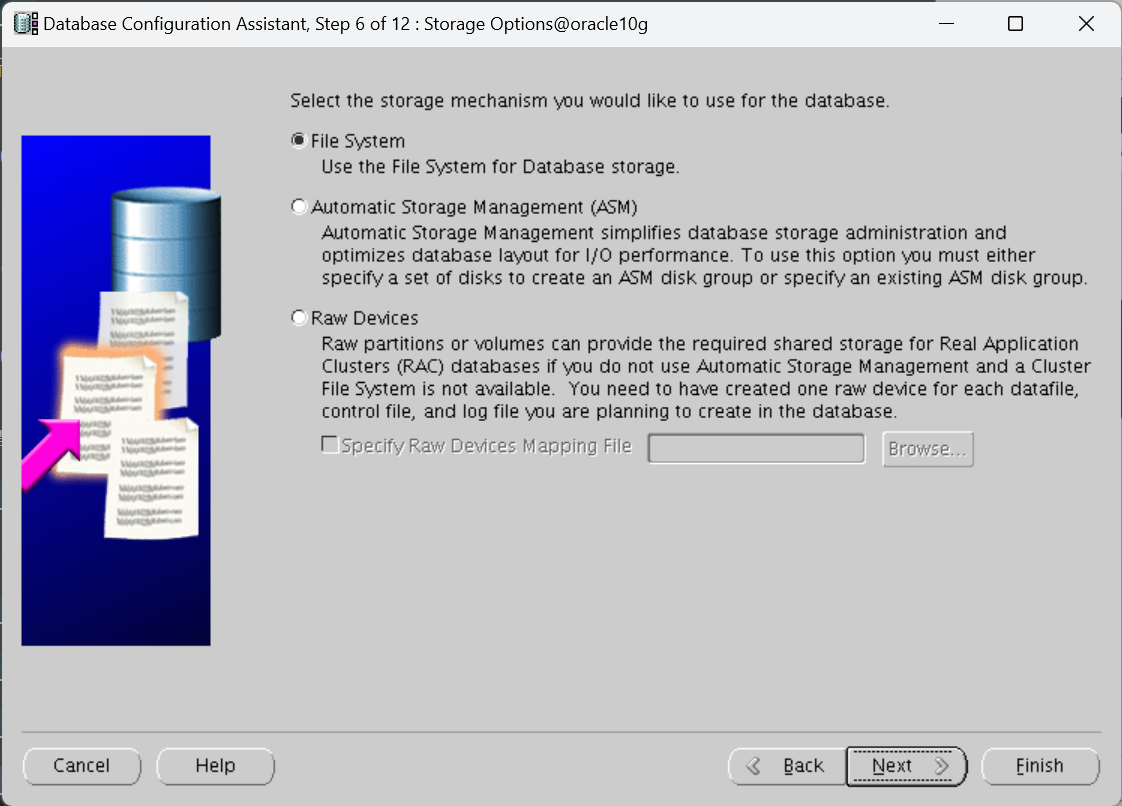 Database Configuration Assistant, Step 6 of 12 : Storage Options@oracle10g
Select the storage mechanism you would like to use for the database.
File System
Use the File System for Database storage.
Automatic Storage Management (ASM)
Automatic Storage Management simplifies database storage administration and
optimizes database layout for I/O performance. To use this option you must either
specify a set of disks to create an ASM disk group or specify an existing ASM disk group.
Raw Devices
Raw partitions or volumes can provide the required shared storage for Real Application
Clusters (RAC) databases if you do not use Automatic Storage Management and a Cluster
File System is not available.  You need to have created one raw device for each datafile,
control file, and log file you are planning to create in the database.
Specify Raw Devices Mapping File
Browse...
Cancel
Help
Back
Next
Finish